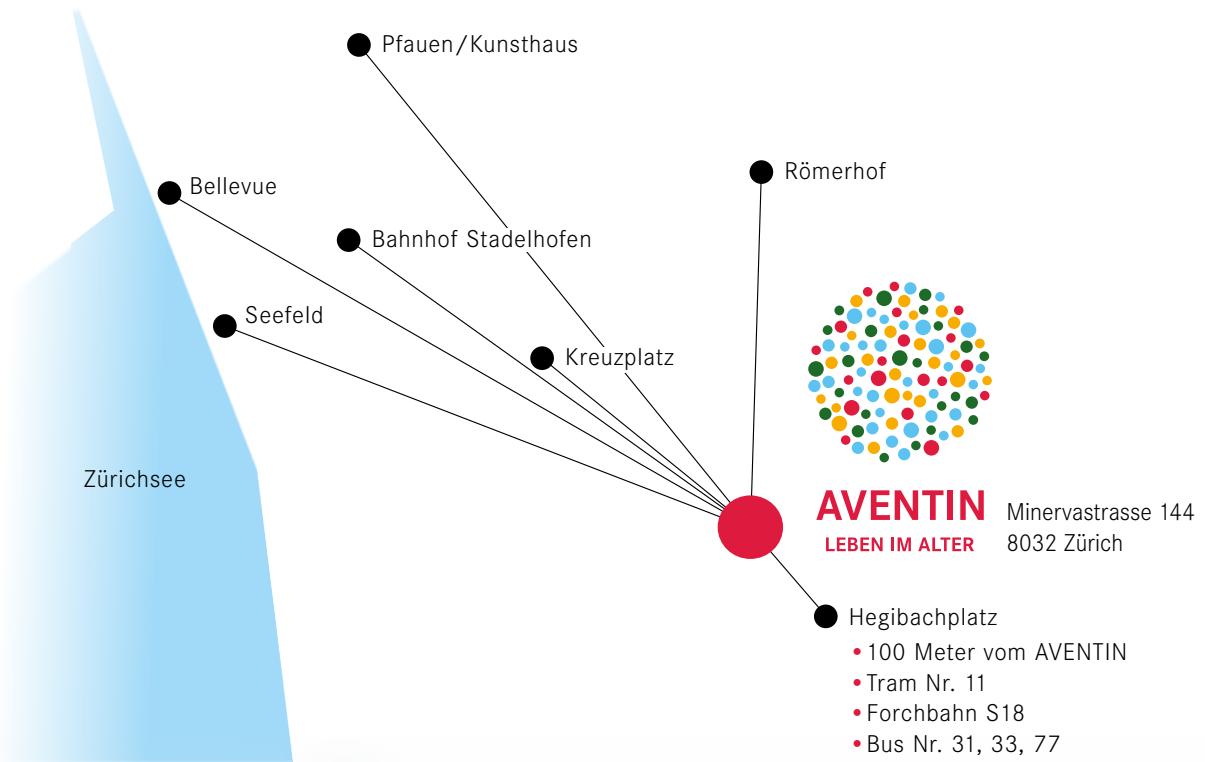 Pfauen/Kunsthaus
Römerhof
Bellevue
Bahnhof Stadelhofen
Seefeld
Kreuzplatz
Zürichsee
AVENTIN
LEBEN IM ALTER
Minervastrasse 144
8032 Zürich
Hegibachplatz
• 100 Meter vom AVENTIN
• Tram Nr. 11
• Forchbahn S18
• Bus Nr. 31, 33, 77